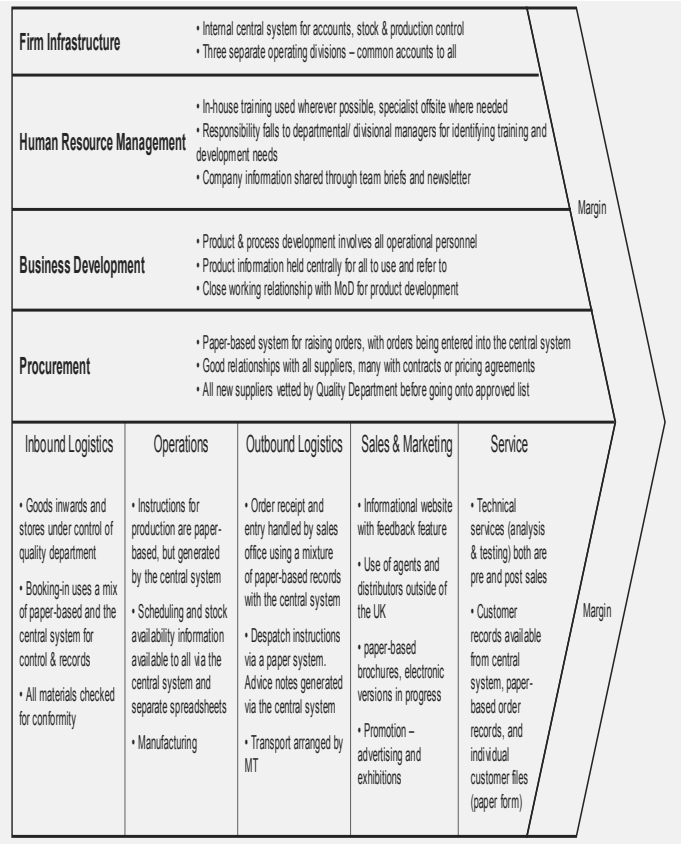 Firm Infrastructure
• Internal central system for accounts, stock & production control
• Three separate operating divisions – common accounts to all
Human Resource Management
• In-house training used wherever possible, specialist offsite where needed
• Responsibility falls to departmental/ divisional managers for identifying training and
development needs
• Company information shared through team briefs and newsletter
Margin
Business Development
• Product & process development involves all operational personnel
• Product information held centrally for all to use and refer to
• Close working relationship with MoD for product development
Procurement
• Paper-based system for raising orders, with orders being entered into the central system
• Good relationships with all suppliers, many with contracts or pricing agreements
• All new suppliers vetted by Quality Department before going onto approved list
Inbound Logistics
• Goods inwards and
stores under control of
quality department
• Booking-in uses a mix
of paper-based and the
central system for
control & records
• All materials checked
for conformity
Operations
• Instructions for
production are paper-
based, but generated
by the central system
• Scheduling and stock
availability information
available to all via the
central system and
separate spreadsheets
• Manufacturing
Outbound Logistics
• Order receipt and
entry handled by sales
office using a mixture
of paper-based records
with the central system
• Despatch instructions
via a paper system.
Advice notes generated
via the central system
• Transport arranged by
MT
Sales & Marketing
• Informational website
with feedback feature
• Use of agents and
distributors outside of
the UK
• paper-based
brochures, electronic
versions in progress
• Promotion –
advertising and
exhibitions
Service
• Technical
services (analysis
& testing) both are
pre and post sales
• Customer
records available
from central
system, paper-
based order
records, and
individual
customer files
(paper form)
Margin